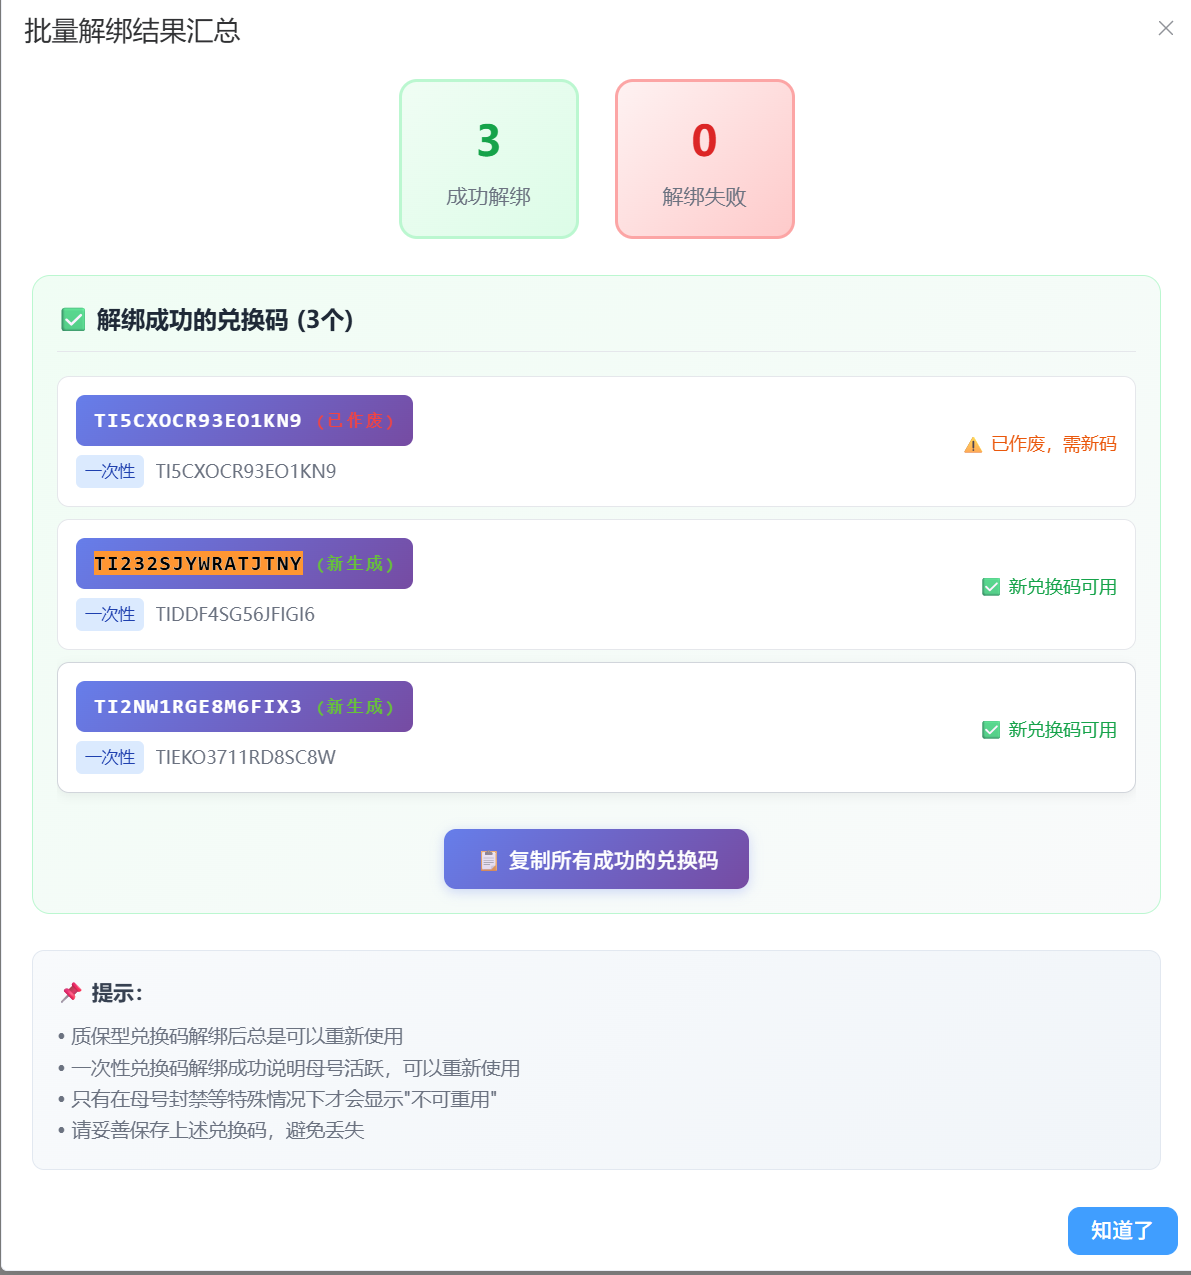 批量解绑结果汇总
3
成功解绑
0
解绑失败
解绑成功的兑换码 (3个)
TI5CXOCR93EO1KN9 (已作废)
一次性 TI5CXOCR93EO1KN9
已作废，需新码
TI232SJYWRATJTNY (新生成)
一次性 TIDDF4SG56JFIGI6
新兑换码可用
TI2NW1RGE8M6FIX3 (新生成)
一次性 TIEKO3711RD8SC8W
新兑换码可用
复制所有成功的兑换码
提示：
• 质保型兑换码解绑后总是可以重新使用
• 一次性兑换码解绑成功说明母号活跃，可以重新使用
• 只有在母号封禁等特殊情况下才会显示"不可重用"
• 请妥善保存上述兑换码，避免丢失
知道了